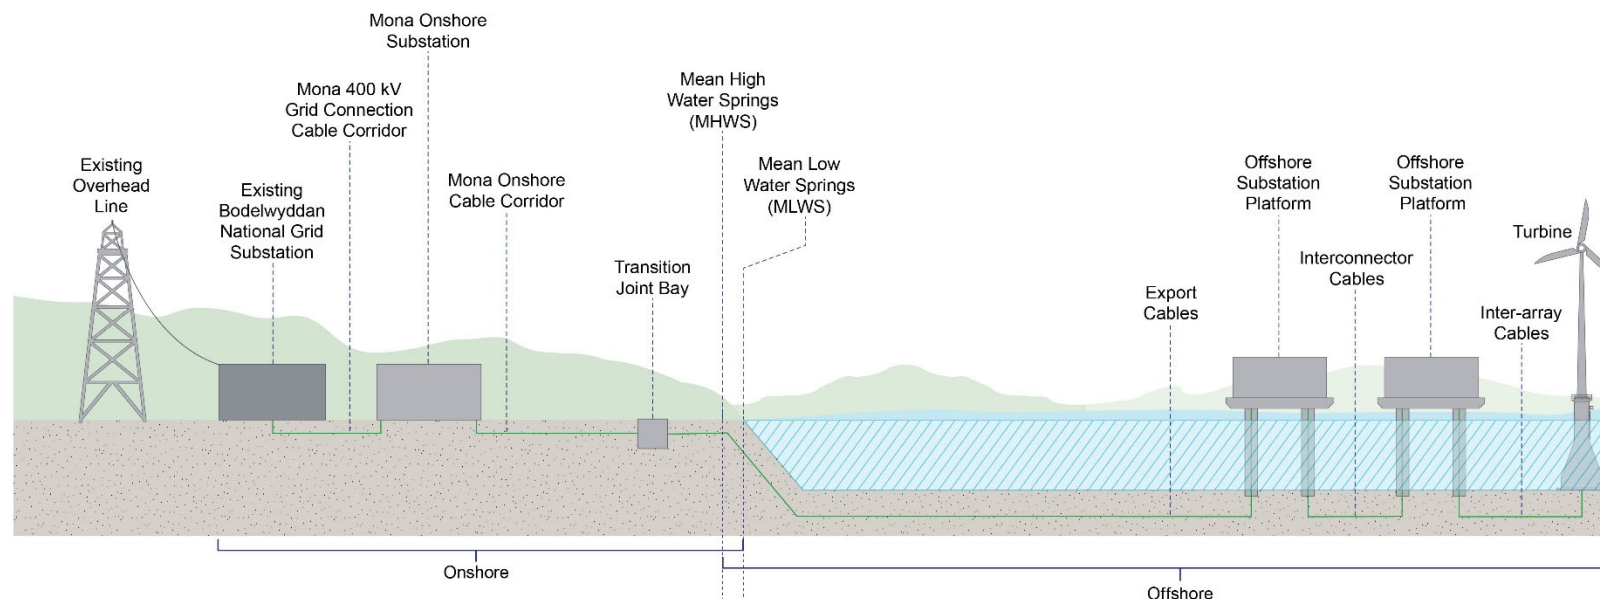 Mona Onshore
Substation
Mona 400 kV
Grid Connection
Cable Corridor
Mean High
Water Springs
(MHWS)
Existing
Overhead
Line
Existing
Bodelwyddan
National Grid
Substation
Mona Onshore
Cable Corridor
Mean Low
Water Springs
(MLWS)
Transition
Joint Bay
Export
Cables
Offshore
Substation
Platform
Interconnector
Cables
Offshore
Substation
Platform
Inter-array
Cables
Turbine
Onshore
Offshore